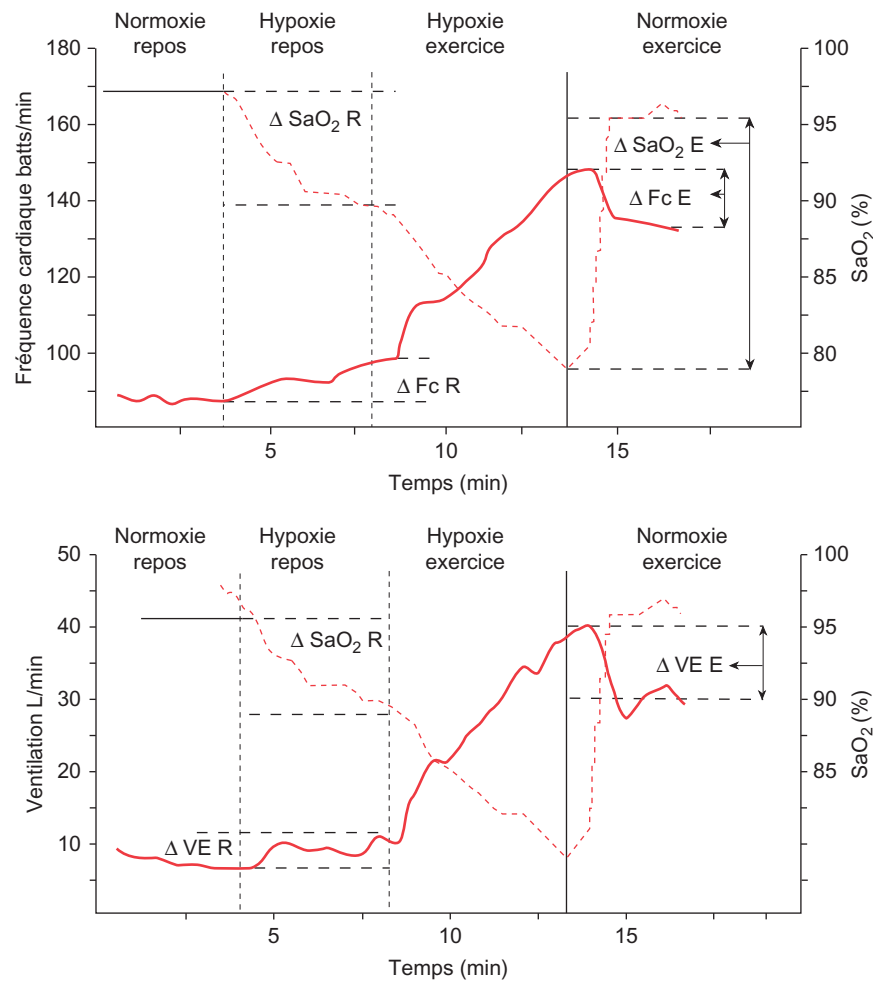 Normoxie
repos
Hypoxie
repos
Hypoxie
exercice
Normoxie
exercice
180
160
140
120
100
Fréquence cardiaque batts/min
100
95
90
85
80
SaO₂ (%)
Δ SaO₂ R
Δ SaO₂ E
Δ Fc E
Δ Fc R
5
10
15
Temps (min)
Normoxie
repos
Hypoxie
repos
Hypoxie
exercice
Normoxie
exercice
50
40
30
20
10
Ventilation L/min
100
95
90
85
SaO₂ (%)
Δ SaO₂ R
Δ VE E
Δ VE R
5
10
15
Temps (min)